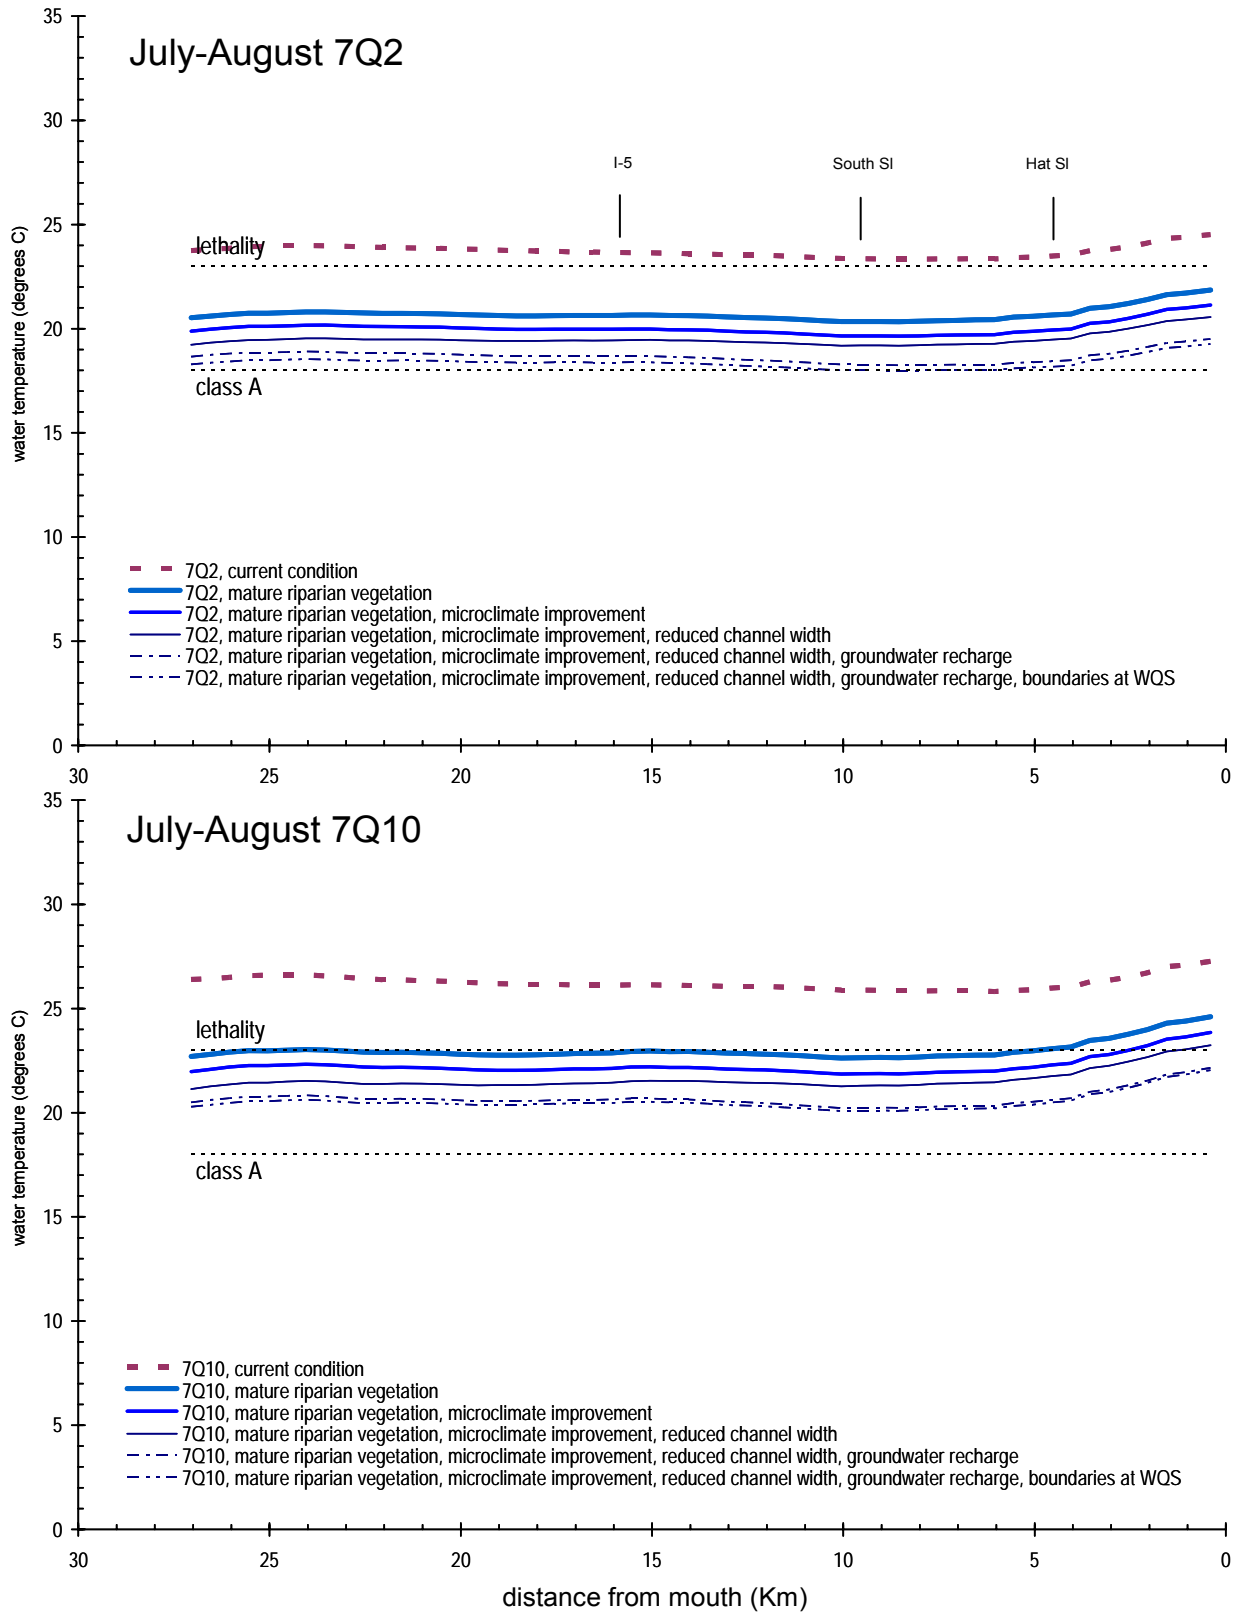 35
July-August 7Q2
30
I-5
South Sl
Hat Sl
25
lethality
20
class A
15
10
5
0
water temperature (degrees C)
7Q2, current condition
7Q2, mature riparian vegetation
7Q2, mature riparian vegetation, microclimate improvement
7Q2, mature riparian vegetation, microclimate improvement, reduced channel width
7Q2, mature riparian vegetation, microclimate improvement, reduced channel width, groundwater recharge
7Q2, mature riparian vegetation, microclimate improvement, reduced channel width, groundwater recharge, boundaries at WQS
30 25 20 15 10 5 0
35
July-August 7Q10
30
25
lethality
20
class A
15
10
5
0
water temperature (degrees C)
7Q10, current condition
7Q10, mature riparian vegetation
7Q10, mature riparian vegetation, microclimate improvement
7Q10, mature riparian vegetation, microclimate improvement, reduced channel width
7Q10, mature riparian vegetation, microclimate improvement, reduced channel width, groundwater recharge
7Q10, mature riparian vegetation, microclimate improvement, reduced channel width, groundwater recharge, boundaries at WQS
30 25 20 15 10 5 0
distance from mouth (Km)